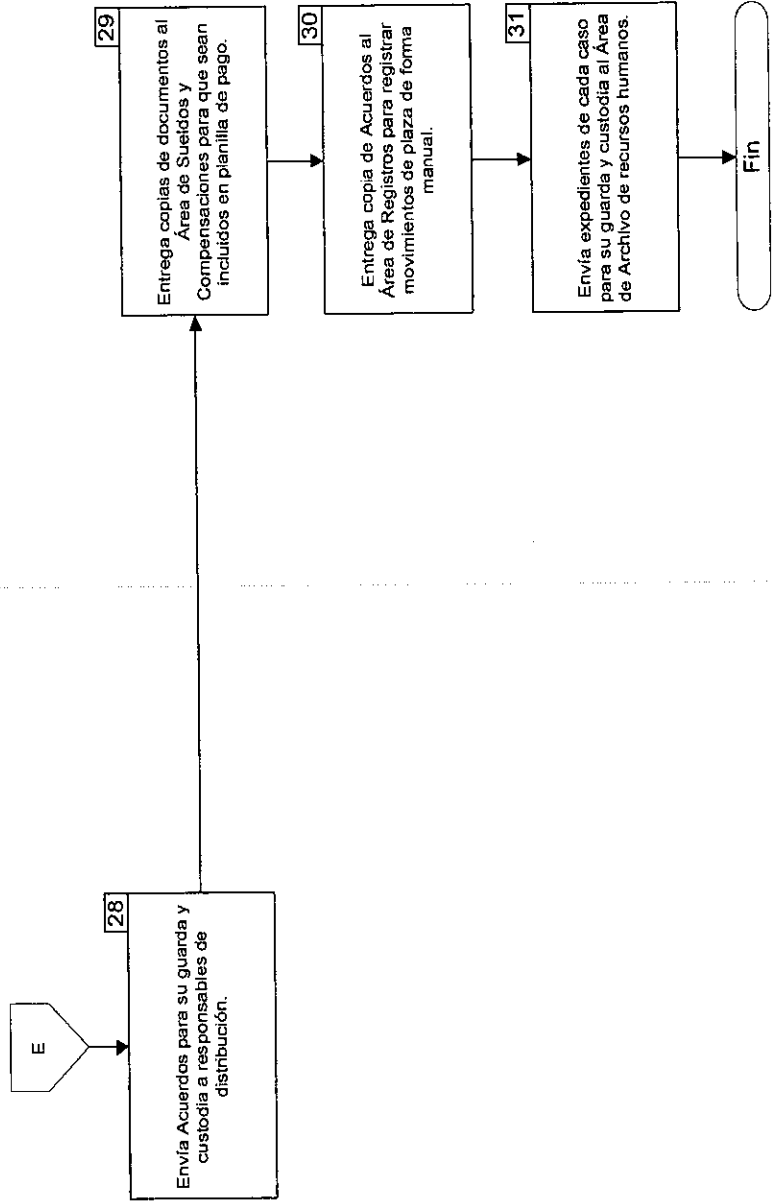 E
28
Envía Acuerdos para su guarda y
custodia a responsables de
distribución.
29
Entrega copias de documentos al
Área de Sueldos y
Compensaciones para que sean
incluidos en planilla de pago.
30
Entrega copia de Acuerdos al
Área de Registros para registrar
movimientos de plaza de forma
manual.
31
Envía expedientes de cada caso
para su guarda y custodia al Área
de Archivo de recursos humanos.
Fin